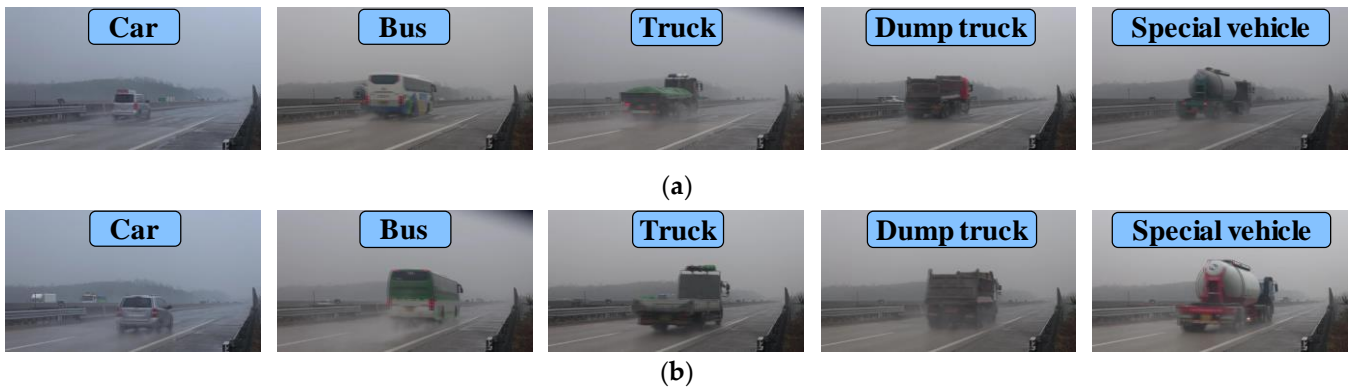 Car Bus Truck Dump truck Special vehicle
(a)
Car Bus Truck Dump truck Special vehicle
(b)